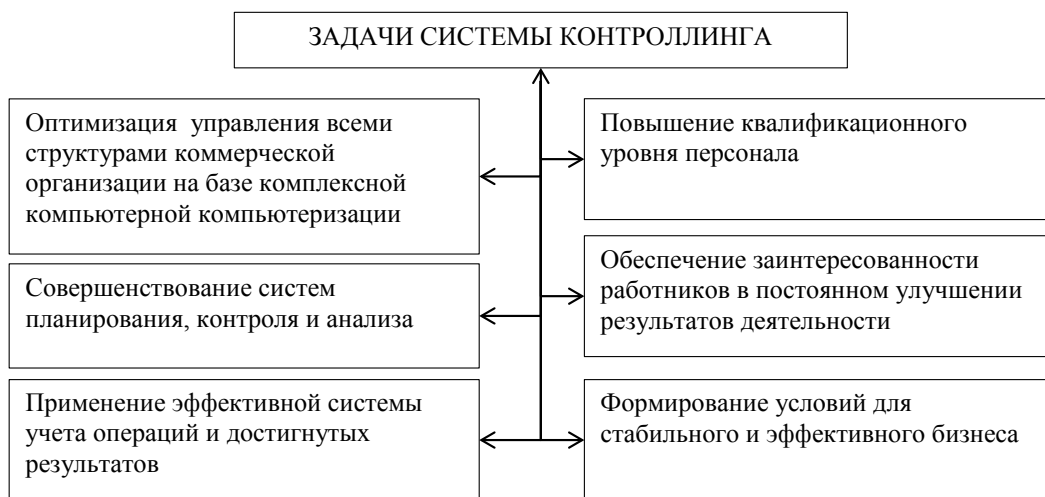 ЗАДАЧИ СИСТЕМЫ КОНТРОЛЛИНГА
Оптимизация управления всеми
структурами коммерческой
организации на базе комплексной
компьютерной компьютеризации
Повышение квалификационного
уровня персонала
Совершенствование систем
планирования, контроля и анализа
Обеспечение заинтересованности
работников в постоянном улучшении
результатов деятельности
Применение эффективной системы
учета операций и достигнутых
результатов
Формирование условий для
стабильного и эффективного бизнеса